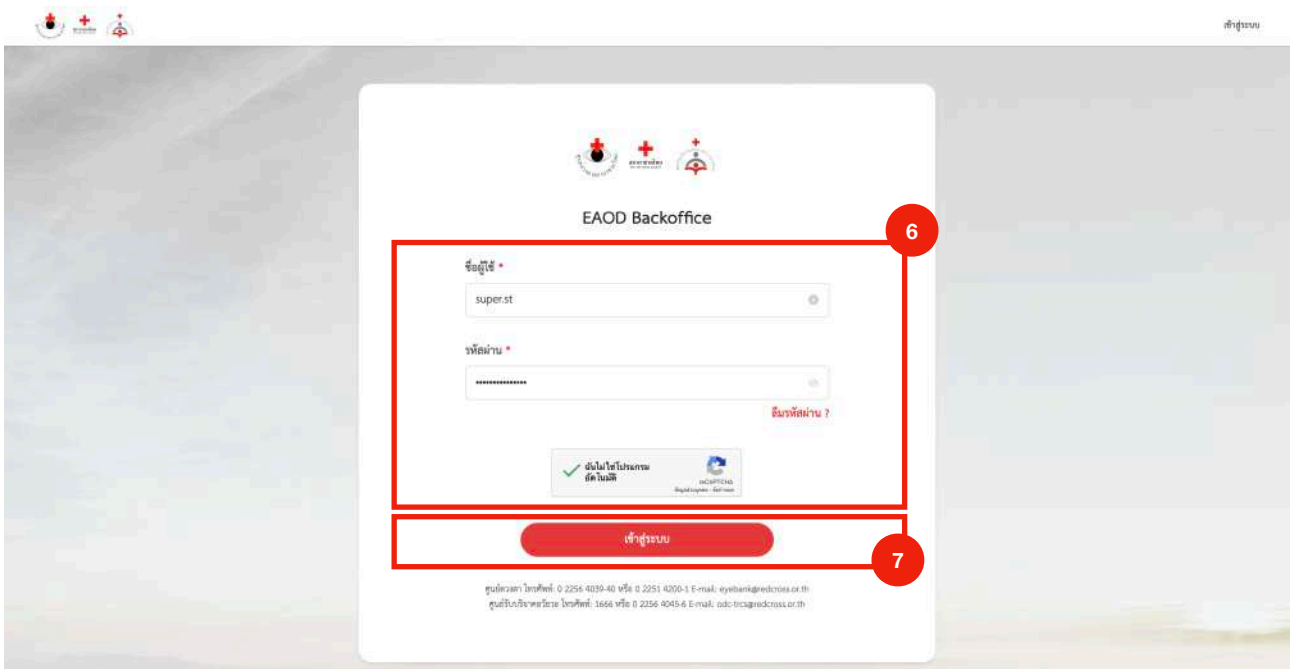 เข้าสู่ระบบ
EAOD Backoffice
6
ชื่อผู้ใช้ *
super.st
รหัสผ่าน *
ลืมรหัสผ่าน ?
ฉันไม่ใช่โปรแกรม
อัตโนมัติ
reCAPTCHA
เข้าสู่ระบบ
7
ศูนย์ดวงตา โทรศัพท์: 0 2256 4039-40 หรือ 0 2251 4200-1 E-mail: eyebank@redcross.or.th
ศูนย์รับบริจาคอวัยวะ โทรศัพท์: 1666 หรือ 0 2256 4045-6 E-mail: odc-trcs@redcross.or.th